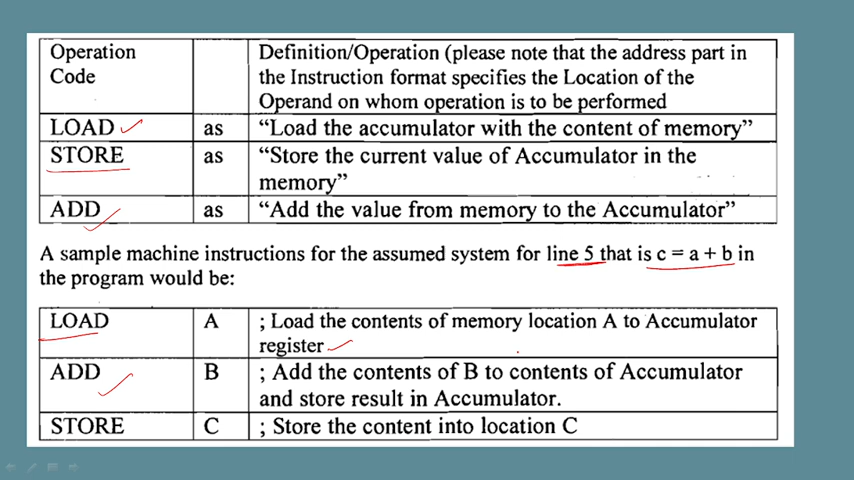 Operation Code
Definition/Operation (please note that the address part in
the Instruction format specifies the Location of the
Operand on whom operation is to be performed
LOAD as "Load the accumulator with the content of memory"
STORE as "Store the current value of Accumulator in the
memory"
ADD as "Add the value from memory to the Accumulator"
A sample machine instructions for the assumed system for line 5 that is c = a + b in
the program would be:
LOAD A ; Load the contents of memory location A to Accumulator
register
ADD B ; Add the contents of B to contents of Accumulator
and store result in Accumulator.
STORE C ; Store the content into location C